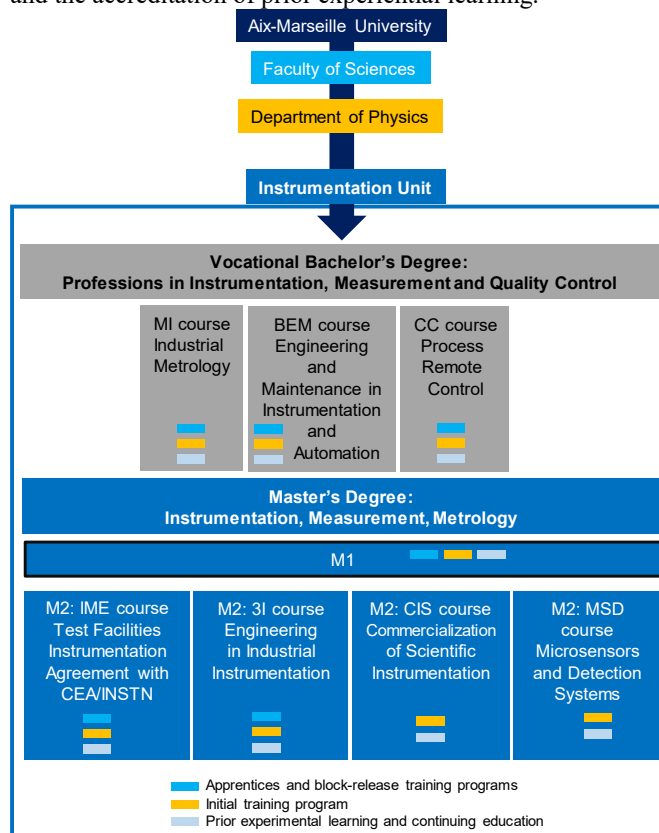 and the accreditation of prior experiential learning.
Aix-Marseille University
Faculty of Sciences
Department of Physics
Instrumentation Unit
Vocational Bachelor's Degree:
Professions in Instrumentation, Measurement and Quality Control
MI course
Industrial
Metrology
BEM course
Engineering
and
Maintenance in
Instrumentation
and
Automation
CC course
Process
Remote
Control
Master's Degree:
Instrumentation, Measurement, Metrology
M1
M2: IME course
Test Facilities
Instrumentation
Agreement with
CEA/INSTN
M2: 3I course
Engineering
in Industrial
Instrumentation
M2: CIS course
Commercialization
of Scientific
Instrumentation
M2: MSD
course
Microsensors
and Detection
Systems
Apprentices and block-release training programs
Initial training program
Prior experimental learning and continuing education